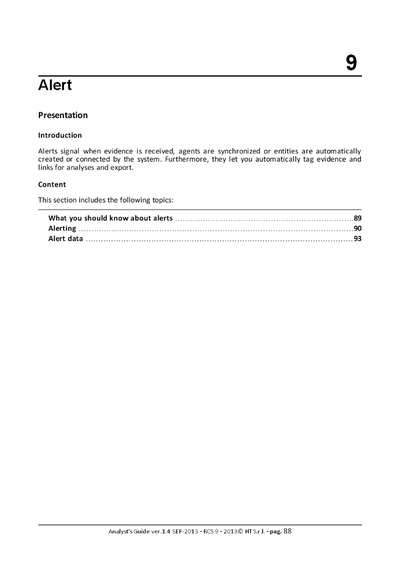 9
Alert
Presentation
Introduction
Alerts signal when evidence is received, agents are synchronized or entities are automatically
created or connected by the system. Furthermore, they let you automatically tag evidence and
links for analyses and export.
Content
This section includes the following topics:
What you should know about alerts ........................................................................89
Alerting ........................................................................90
Alert data ........................................................................93
Analyst's Guide ver.1.4 SEP-2013 - RCS 9 - 2013© HT S.r.l. - pag. 88